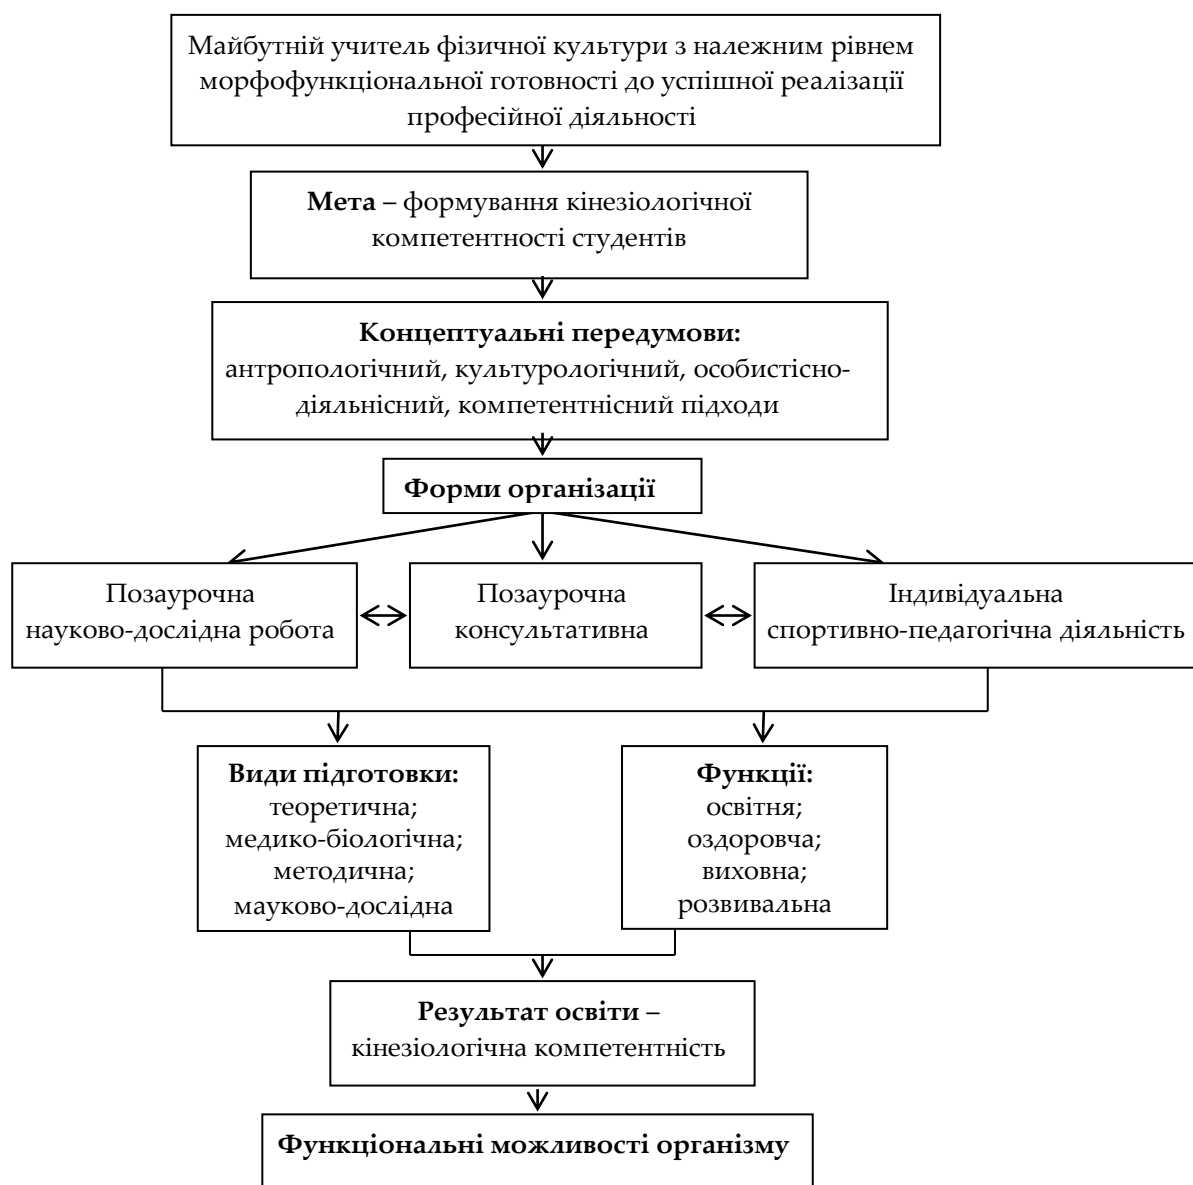 Майбутній учитель фізичної культури з належним рівнем
морфофункціональної готовності до успішної реалізації
професійної діяльності
Мета – формування кінезіологічної
компетентності студентів
Концептуальні передумови:
антропологічний, культурологічний, особистісно-
діяльнісний, компетентнісний підходи
Форми організації
Позаурочна
науково-дослідна робота
Позаурочна
консультативна
Індивідуальна
спортивно-педагогічна діяльність
Види підготовки:
теоретична;
медико-біологічна;
методична;
мауково-дослідна
Функції:
освітня;
оздоровча;
виховна;
розвивальна
Результат освіти –
кінезіологічна компетентність
Функціональні можливості організму